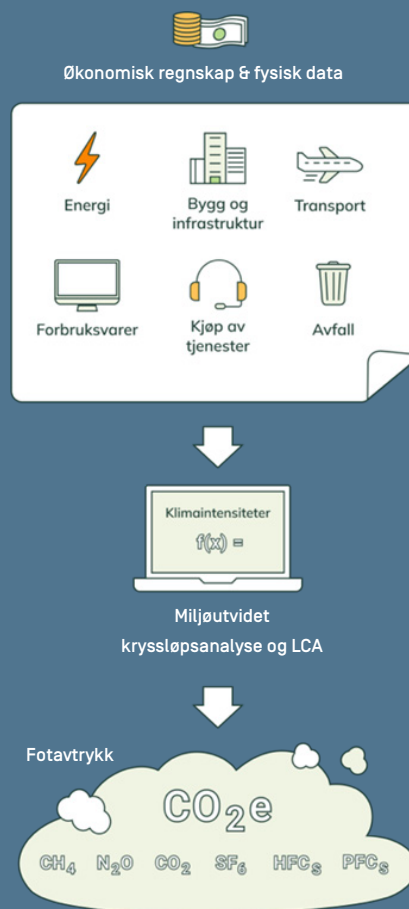 Økonomisk regnskap & fysisk data
Energi
Bygg og
infrastruktur
Transport
Forbruksvarer
Kjøp av
tjenester
Avfall
Klimaintensiteter
f(x) =
Miljøutvidet
kryssløpsanalyse og LCA
Fotavtrykk
CO₂e
CH₄ N₂O CO₂ SF₆ HFCₛ PFCₛ